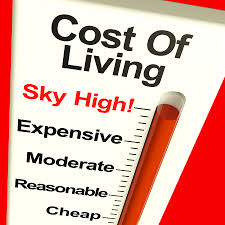 Cost Of
Living
Sky High!
Expensive
Moderate
Reasonable
Cheap